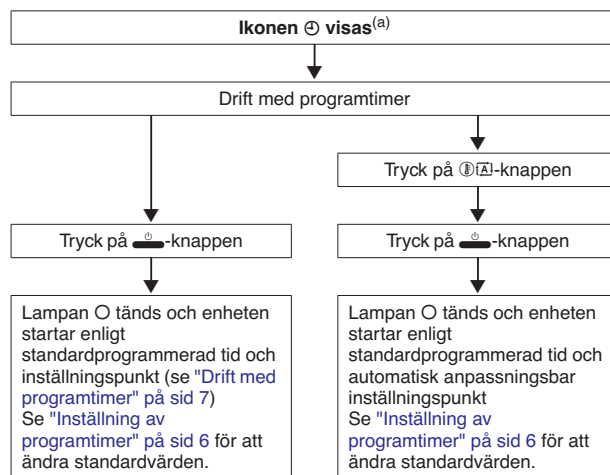 Ikonen ⏲ visas(a)
Drift med programtimer
Tryck på A-knappen
Tryck på ⏻-knappen
Tryck på ⏻-knappen
Lampan O tänds och enheten
startar enligt
standardprogrammerad tid och
inställningspunkt (se "Drift med
programtimer" på sid 7)
Se "Inställning av
programtimer" på sid 6 för att
ändra standardvärden.
Lampan O tänds och enheten
startar enligt
standardprogrammerad tid och
automatisk anpassningsbar
inställningspunkt
Se "Inställning av
programtimer" på sid 6 för att
ändra standardvärden.